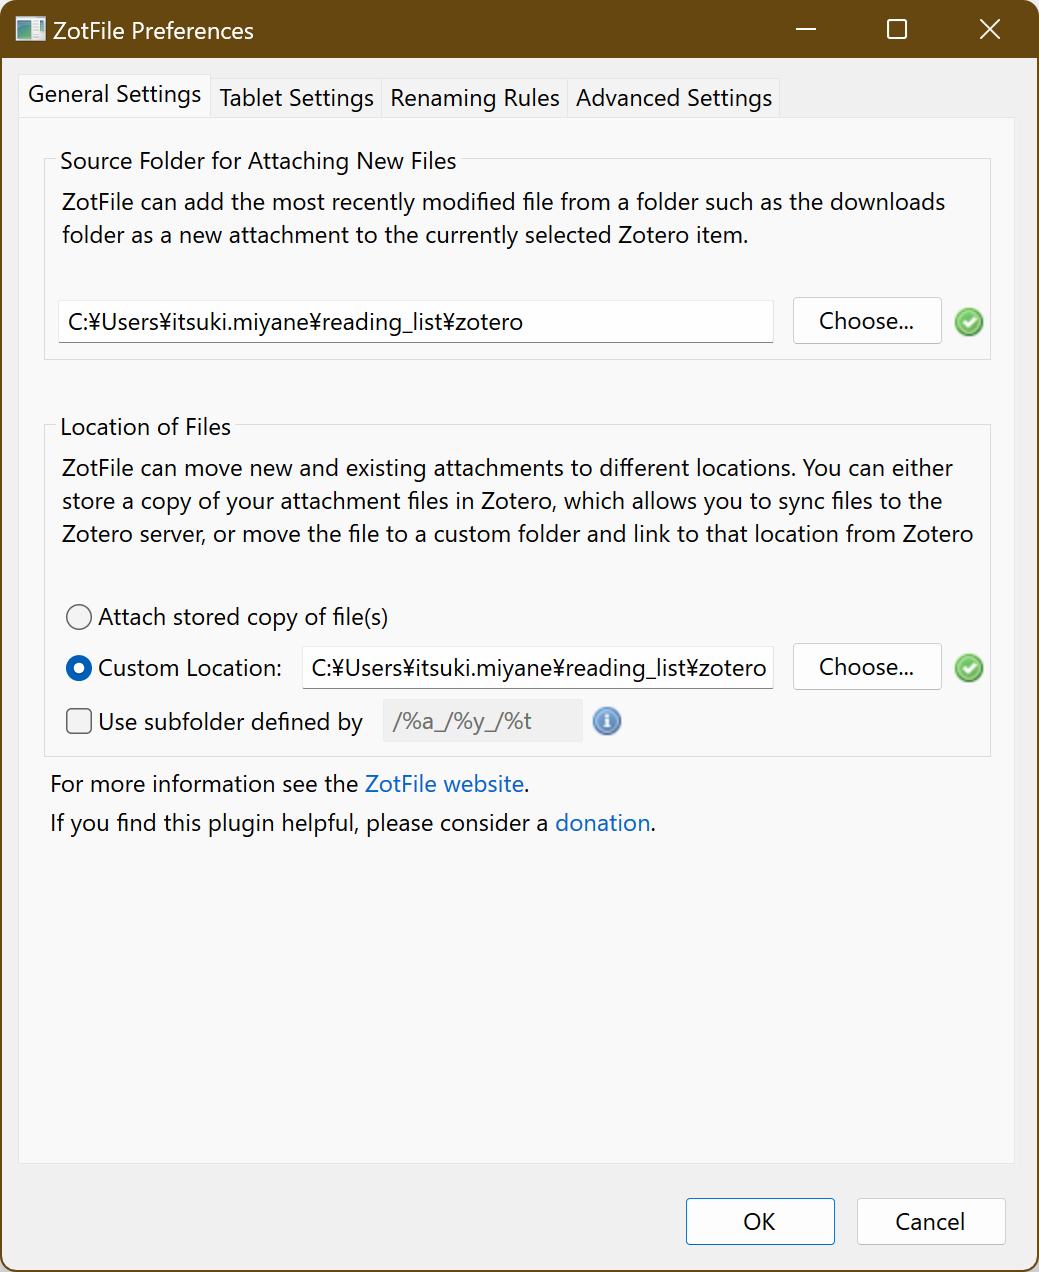 ZotFile Preferences
General Settings
Tablet Settings
Renaming Rules
Advanced Settings
Source Folder for Attaching New Files
ZotFile can add the most recently modified file from a folder such as the downloads
folder as a new attachment to the currently selected Zotero item.
C:¥Users¥itsuki.miyane¥reading_list¥zotero
Choose...
Location of Files
ZotFile can move new and existing attachments to different locations. You can either
store a copy of your attachment files in Zotero, which allows you to sync files to the
Zotero server, or move the file to a custom folder and link to that location from Zotero
Attach stored copy of file(s)
Custom Location:
C:¥Users¥itsuki.miyane¥reading_list¥zotero
Choose...
Use subfolder defined by
/%a_/%y_/%t
For more information see the ZotFile website.
If you find this plugin helpful, please consider a donation.
OK
Cancel